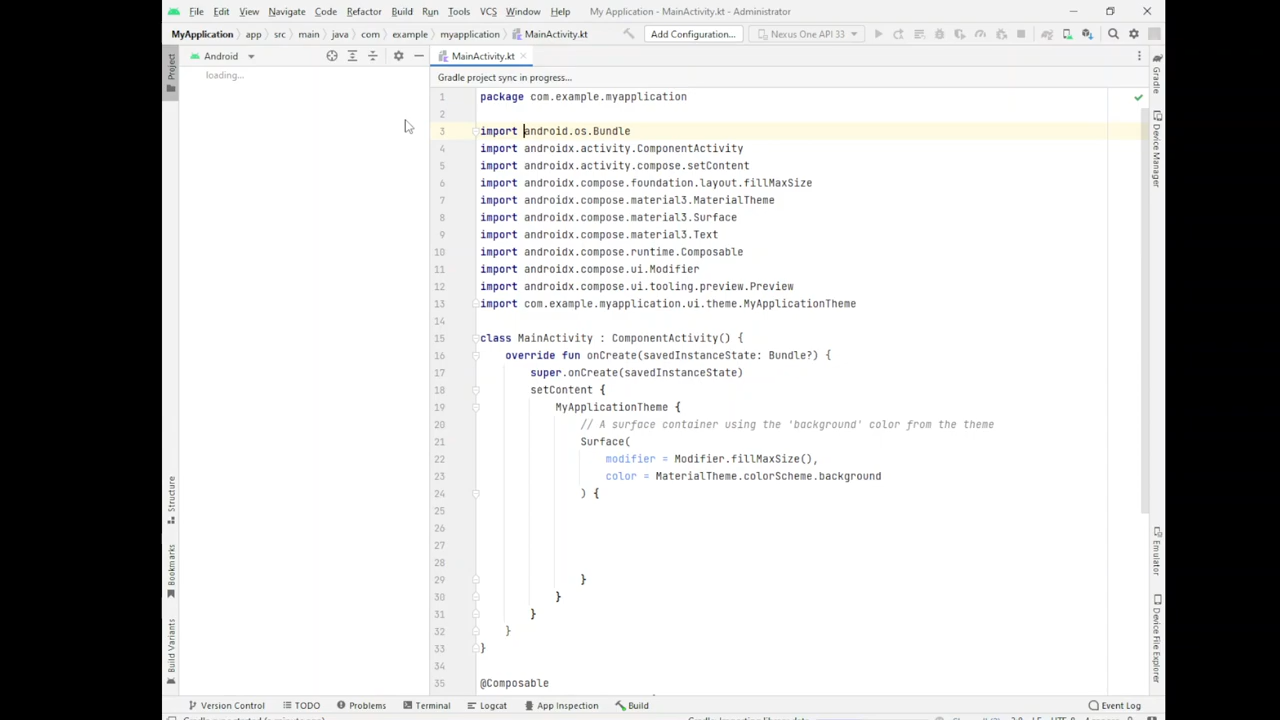 File Edit View Navigate Code Refactor Build Run Tools VCS Window Help My Application - MainActivity.kt - Administrator
MyApplication app src main java com example myapplication MainActivity.kt Add Configuration... Nexus One API 33
Project
Android
MainActivity.kt
Gradle
loading...
Gradle project sync in progress...
1 package com.example.myapplication
2
3 import android.os.Bundle
4 import androidx.activity.ComponentActivity
5 import androidx.activity.compose.setContent
6 import androidx.compose.foundation.layout.fillMaxSize
7 import androidx.compose.material3.MaterialTheme
8 import androidx.compose.material3.Surface
9 import androidx.compose.material3.Text
10 import androidx.compose.runtime.Composable
11 import androidx.compose.ui.Modifier
12 import androidx.compose.ui.tooling.preview.Preview
13 import com.example.myapplication.ui.theme.MyApplicationTheme
14
15 class MainActivity : ComponentActivity() {
16 override fun onCreate(savedInstanceState: Bundle?) {
17 super.onCreate(savedInstanceState)
18 setContent {
19 MyApplicationTheme {
20 // A surface container using the 'background' color from the theme
21 Surface(
22 modifier = Modifier.fillMaxSize(),
23 color = MaterialTheme.colorScheme.background
24 ) {
25
26
27
28
29 }
30 }
31 }
32 }
33 }
34
35 @Composable
Device Manager
Structure
Bookmarks
Build Variants
Emulator
Device File Explorer
Version Control TODO Problems Terminal Logcat App Inspection Build Event Log